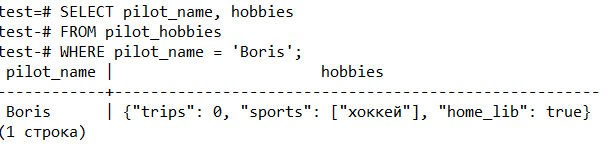 test=# SELECT pilot_name, hobbies
test-# FROM pilot_hobbies
test-# WHERE pilot_name = 'Boris';
 pilot_name |                        hobbies
------------+--------------------------------------------------------
 Boris      | {"trips": 0, "sports": ["хоккей"], "home_lib": true}
(1 строка)